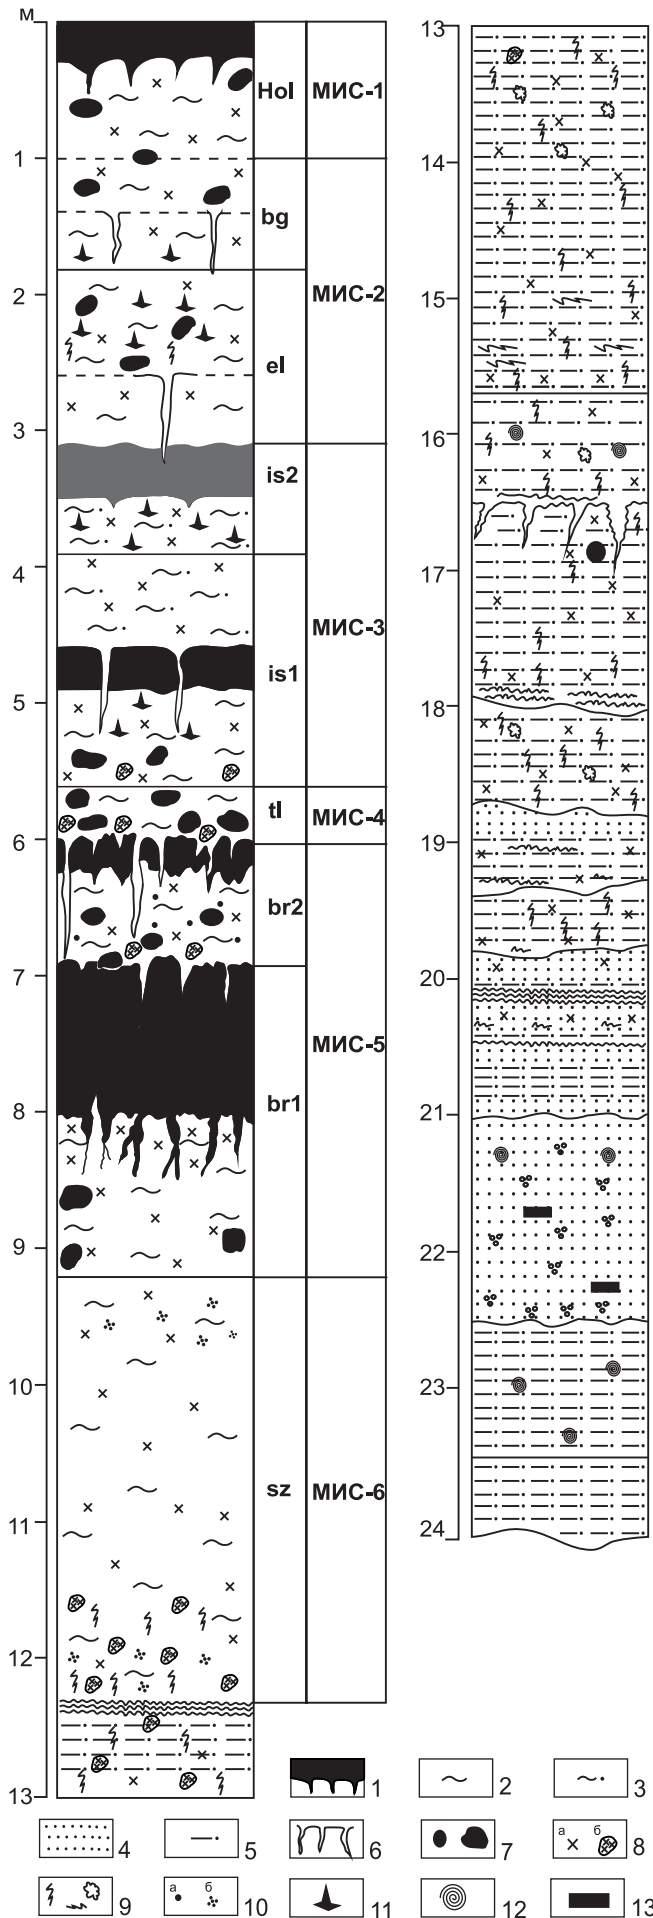 м
Hol МИС-1
1
bg
2 МИС-2
el
3
is2
4
МИС-3
is1
5
tl МИС-4
6
br2
7
МИС-5
br1
8
9
10
sz МИС-6
11
12
13
13
14
15
16
17
18
19
20
21
22
23
24
1 2 3
4 5 6 7 а б 8
9 а б 10 11 12 13